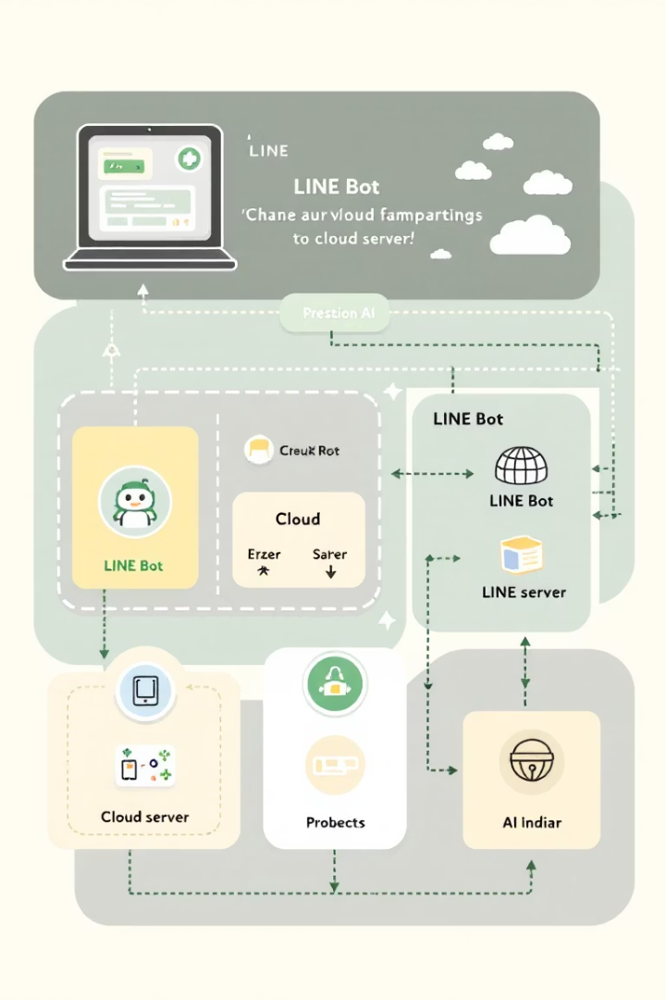 LINE
LINE Bot
'Chane aur vloud fampartings
to cloud server!
Prestion AI
LINE Bot
Creuk Rot
Cloud
Erzer Sarer
LINE Bot
LINE Bot
LINE server
Cloud server
Probects
AI Indiar